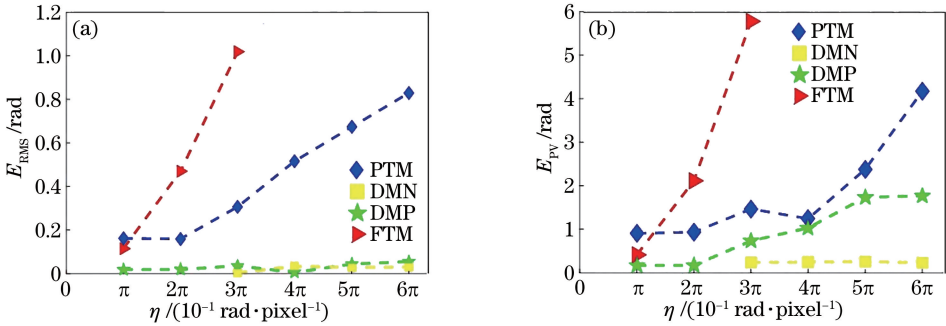 (a)
1.2
1.0
0.8
0.6
0.4
0.2
0
E_RMS /rad
PTM
DMN
DMP
FTM
0 π 2π 3π 4π 5π 6π
η /(10⁻¹ rad·pixel⁻¹)
(b)
6
5
4
3
2
1
0
E_PV /rad
PTM
DMN
DMP
FTM
0 π 2π 3π 4π 5π 6π
η /(10⁻¹ rad·pixel⁻¹)